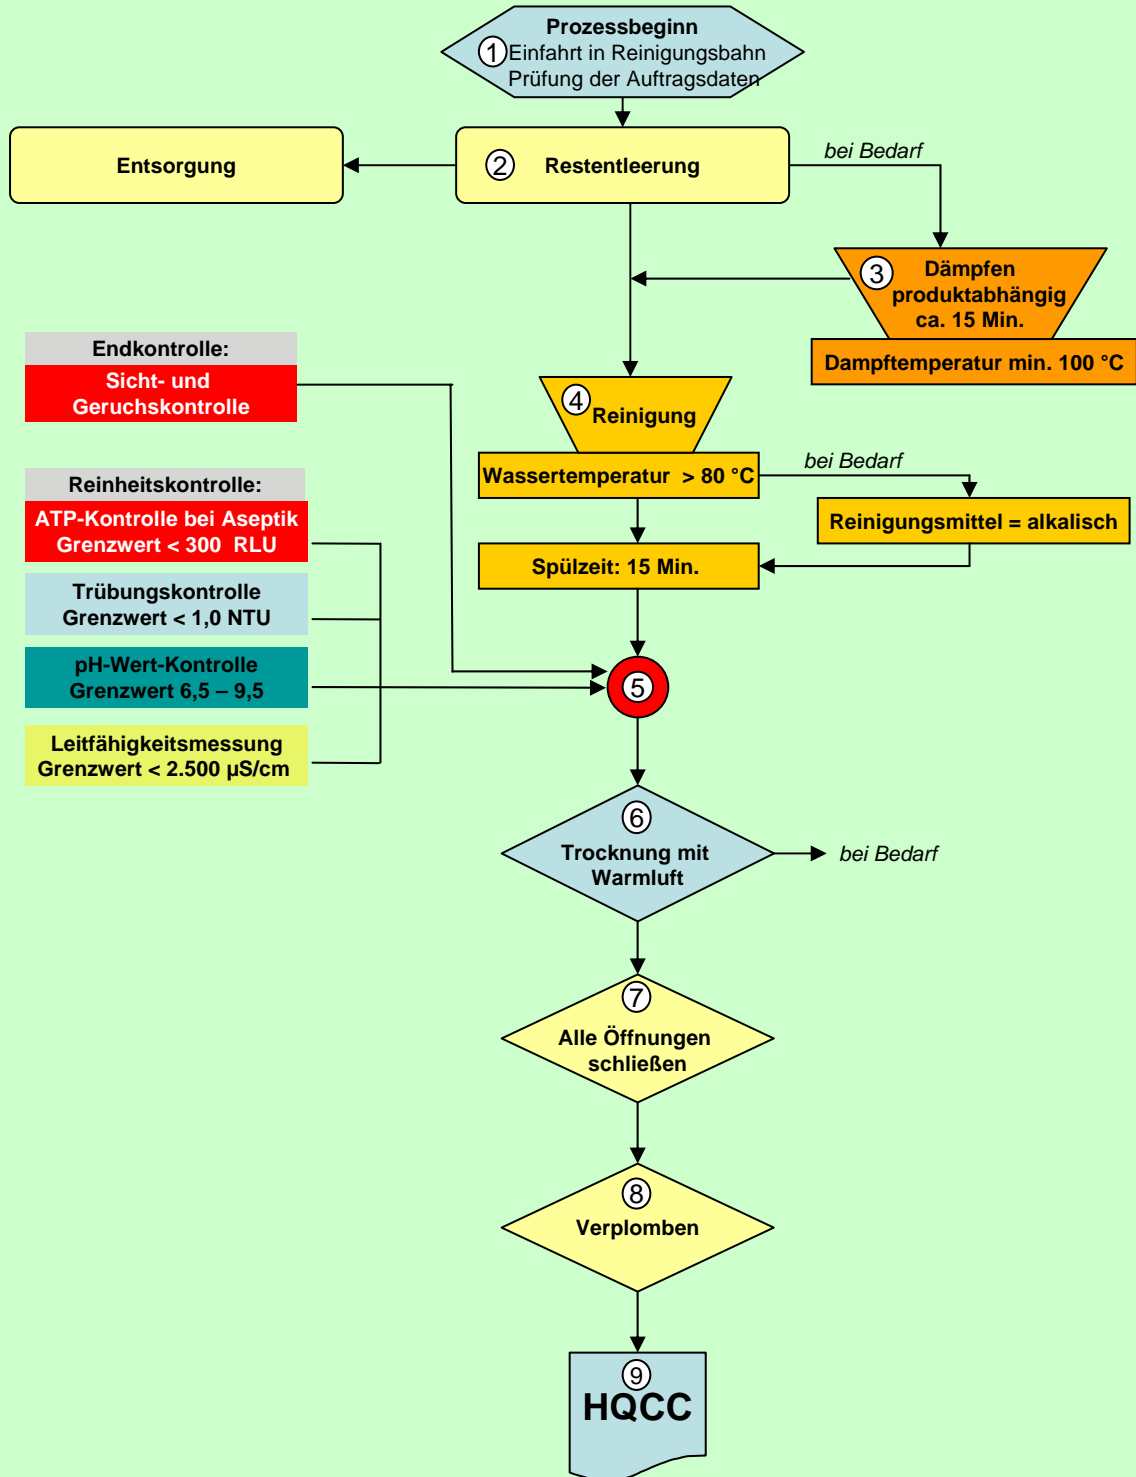 Prozessbeginn
① Einfahrt in Reinigungsbahn
Prüfung der Auftragsdaten
Entsorgung
② Restentleerung
bei Bedarf
③ Dämpfen
produktabhängig
ca. 15 Min.
Dampftemperatur min. 100 °C
Endkontrolle:
Sicht- und
Geruchskontrolle
④ Reinigung
Wassertemperatur > 80 °C
bei Bedarf
Reinigungsmittel = alkalisch
Spülzeit: 15 Min.
Reinheitskontrolle:
ATP-Kontrolle bei Aseptik
Grenzwert < 300 RLU
Trübungskontrolle
Grenzwert < 1,0 NTU
pH-Wert-Kontrolle
Grenzwert 6,5 – 9,5
Leitfähigkeitsmessung
Grenzwert < 2.500 µS/cm
⑤
⑥
Trocknung mit
Warmluft
bei Bedarf
⑦
Alle Öffnungen
schließen
⑧
Verplomben
⑨
HQCC